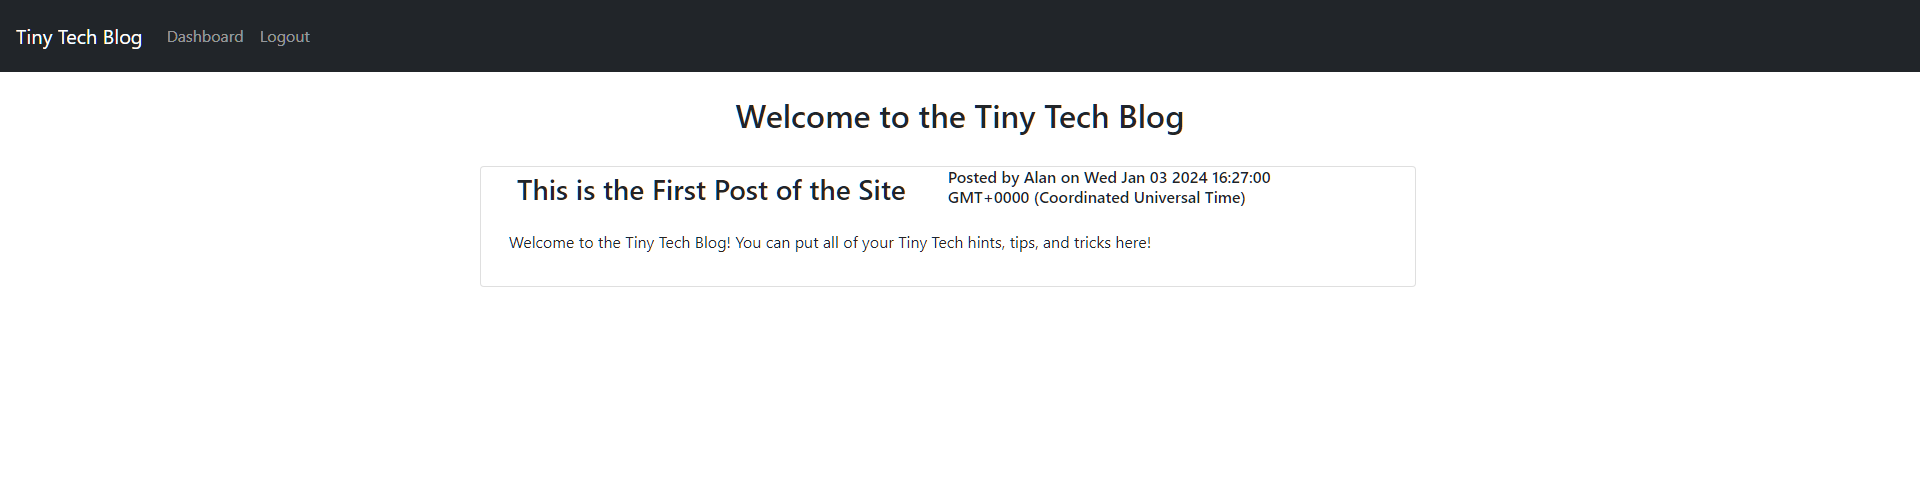 Tiny Tech Blog Dashboard Logout
Welcome to the Tiny Tech Blog
This is the First Post of the Site
Posted by Alan on Wed Jan 03 2024 16:27:00
GMT+0000 (Coordinated Universal Time)
Welcome to the Tiny Tech Blog! You can put all of your Tiny Tech hints, tips, and tricks here!